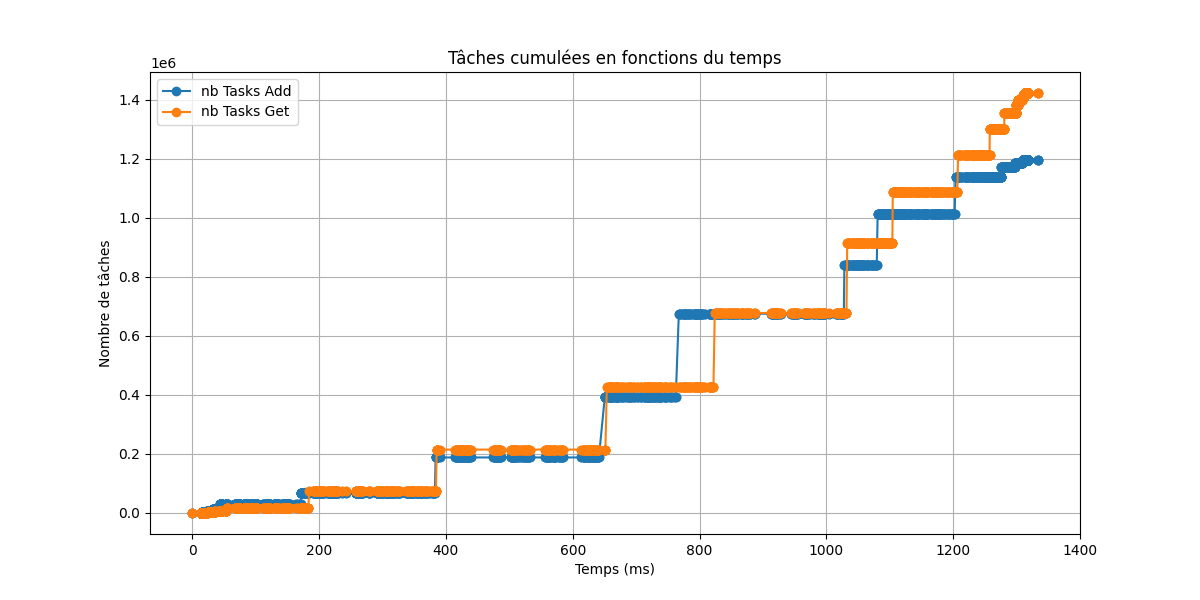 Tâches cumulées en fonctions du temps
1e6
nb Tasks Add
nb Tasks Get
1.4
1.2
1.0
0.8
0.6
0.4
0.2
0.0
Nombre de tâches
0 200 400 600 800 1000 1200 1400
Temps (ms)